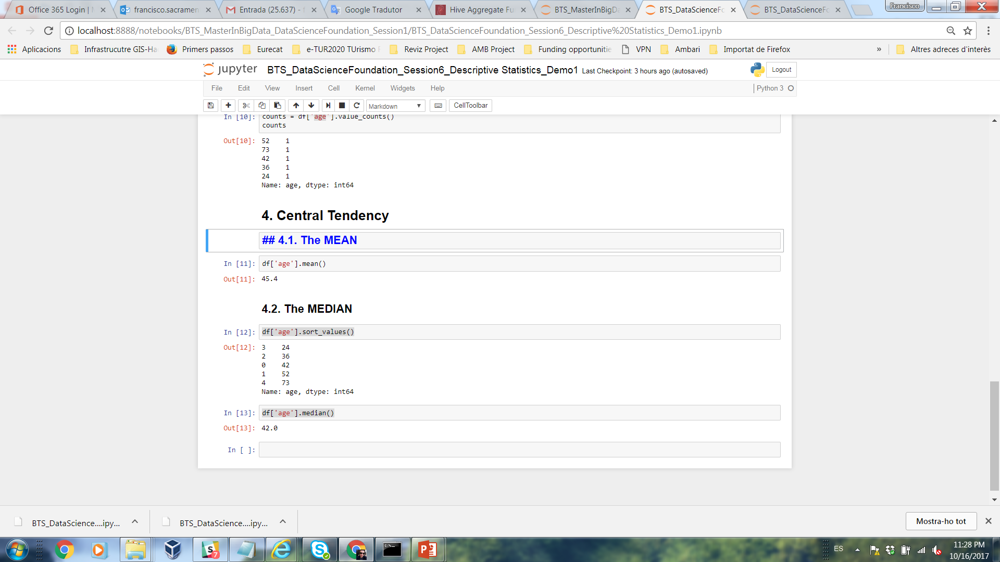 Office 365 Login | M
francisco.sacramen
Entrada (25.637) - f
Google Tradutor
Hive Aggregate Fu
BTS_MasterInBigDa
BTS_DataScienceFo
BTS_DataScienceFo
Francisco
localhost:8888/notebooks/BTS_MasterInBigData_DataScienceFoundation_Session1/BTS_DataScienceFoundation_Session6_Descriptive%20Statistics_Demo1.ipynb
Aplicacions
Infrastrucutre GIS-Ha
Primers passos
Eurecat
e-TUR2020 TUrismo
Reviz Project
AMB Project
Funding opportunitie
VPN
Ambari
Importat de Firefox
»
Altres adreces d'interès
jupyter
BTS_DataScienceFoundation_Session6_Descriptive Statistics_Demo1 Last Checkpoint: 3 hours ago (autosaved)
Logout
File Edit View Insert Cell Kernel Widgets Help
Python 3
Markdown
CellToolbar
In [10]: counts = df['age'].value_counts()
counts
Out[10]: 52 1
73 1
42 1
36 1
24 1
Name: age, dtype: int64
4. Central Tendency
## 4.1. The MEAN
In [11]: df['age'].mean()
Out[11]: 45.4
4.2. The MEDIAN
In [12]: df['age'].sort_values()
Out[12]: 3 24
2 36
0 42
1 52
4 73
Name: age, dtype: int64
In [13]: df['age'].median()
Out[13]: 42.0
In [ ]:
BTS_DataScience....ipy...
BTS_DataScience....ipy...
Mostra-ho tot
7
ES
11:28 PM
10/16/2017